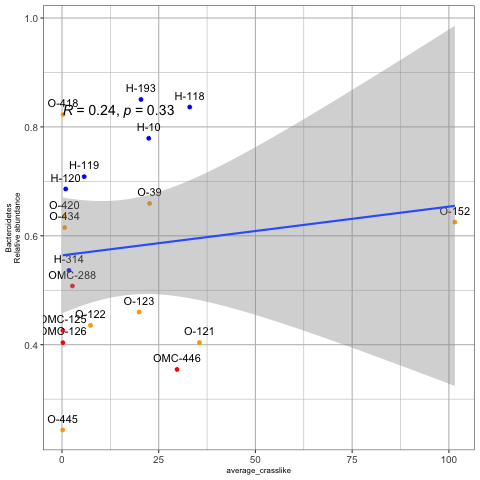 1.0
H-193
H-118
O-418
R = 0.24, p = 0.33
0.8
H-10
H-119
H-120
O-39
O-420
O-152
O-434
Bacteroidetes
Relative abundance
0.6
H-314
OMC-288
O-123
O-122
OMC-125
OMC-126
O-121
0.4
OMC-446
O-445
0 25 50 75 100
average_crasslike